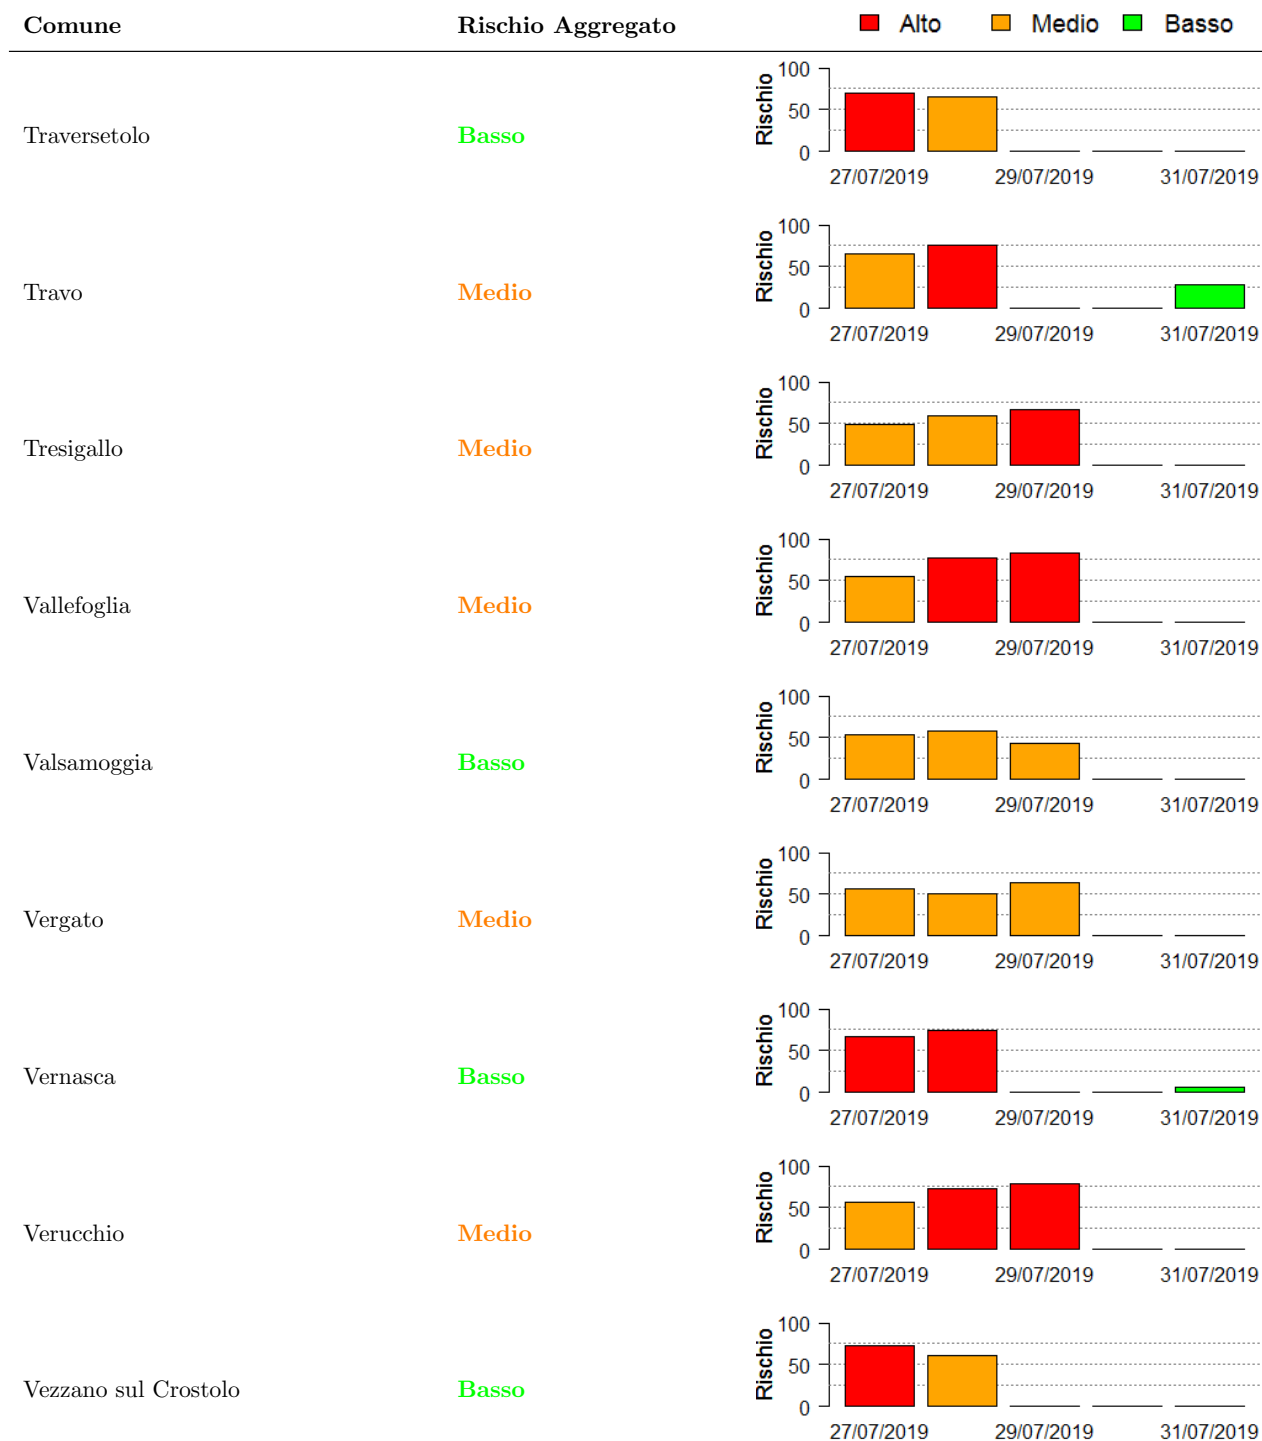 Comune Rischio Aggregato Alto Medio Basso
100
50
0
Rischio
Traversetolo Basso
27/07/2019 29/07/2019 31/07/2019
100
50
0
Rischio
Travo Medio
27/07/2019 29/07/2019 31/07/2019
100
50
0
Rischio
Tresigallo Medio
27/07/2019 29/07/2019 31/07/2019
100
50
0
Rischio
Vallefoglia Medio
27/07/2019 29/07/2019 31/07/2019
100
50
0
Rischio
Valsamoggia Basso
27/07/2019 29/07/2019 31/07/2019
100
50
0
Rischio
Vergato Medio
27/07/2019 29/07/2019 31/07/2019
100
50
0
Rischio
Vernasca Basso
27/07/2019 29/07/2019 31/07/2019
100
50
0
Rischio
Verucchio Medio
27/07/2019 29/07/2019 31/07/2019
100
50
0
Rischio
Vezzano sul Crostolo Basso
27/07/2019 29/07/2019 31/07/2019